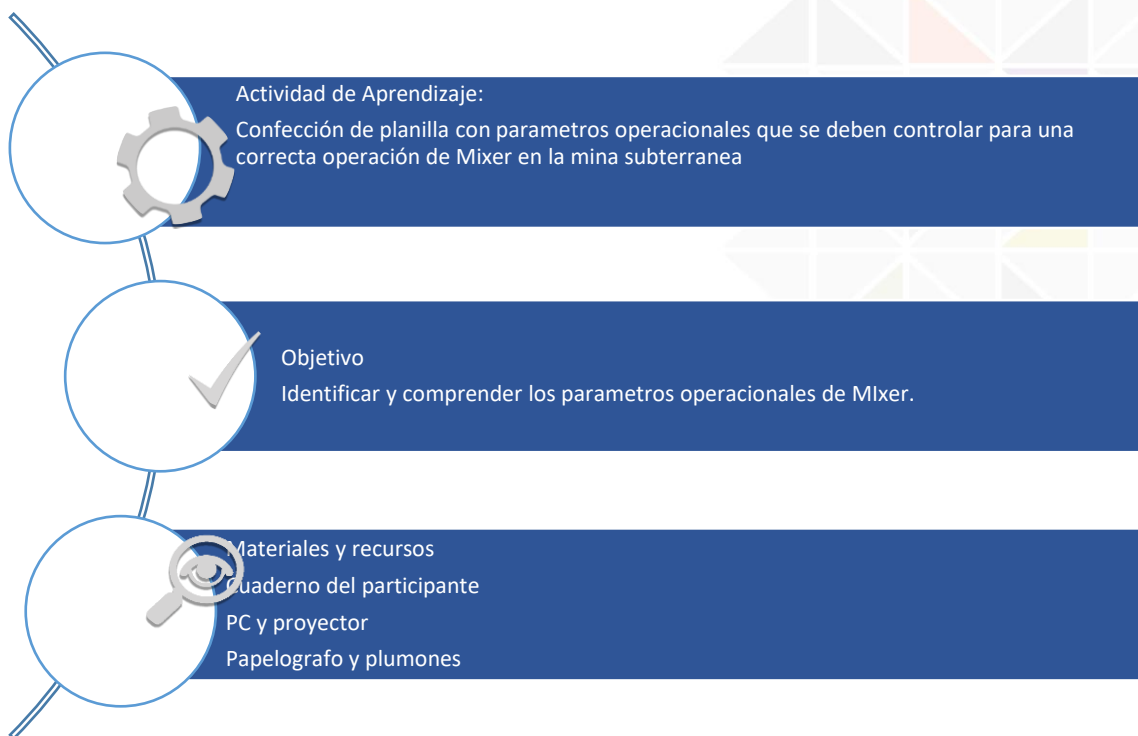 Actividad de Aprendizaje:
Confección de planilla con parametros operacionales que se deben controlar para una
correcta operación de Mixer en la mina subterranea
Objetivo
Identificar y comprender los parametros operacionales de MIxer.
Materiales y recursos
Cuaderno del participante
PC y proyector
Papelografo y plumones